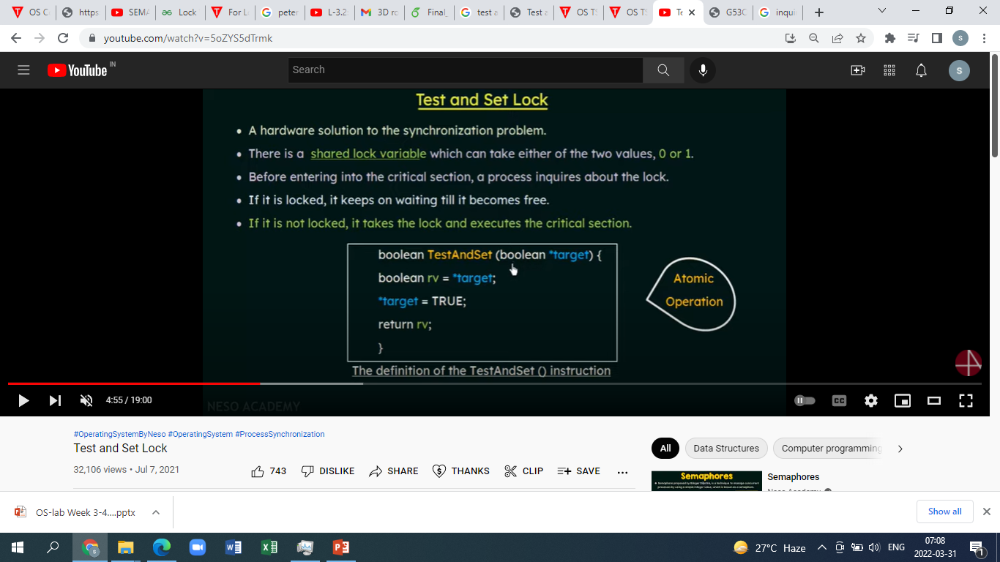 OS C
https
SEMA
Lock
For L
peter
L-3.2
3D ro
Final_
test a
Test a
OS TS
OS TS
Te
G53C
inqui
youtube.com/watch?v=5oZYS5dTrmk
s
YouTube IN
Search
S
Test and Set Lock
• A hardware solution to the synchronization problem.
• There is a shared lock variable which can take either of the two values, 0 or 1.
• Before entering into the critical section, a process inquires about the lock.
• If it is locked, it keeps on waiting till it becomes free.
• If it is not locked, it takes the lock and executes the critical section.
boolean TestAndSet (boolean *target) {
boolean rv = *target;
*target = TRUE;
return rv;
}
Atomic
Operation
The definition of the TestAndSet () instruction
4:55 / 19:00
CC
NESO ACADEMY
#OperatingSystemByNeso #OperatingSystem #ProcessSynchronization
Test and Set Lock
32,106 views • Jul 7, 2021
743
DISLIKE
SHARE
THANKS
CLIP
SAVE
All
Data Structures
Computer programming
Semaphores
Semaphores
OS-lab Week 3-4....pptx
Show all
27°C Haze
ENG
07:08
2022-03-31
1